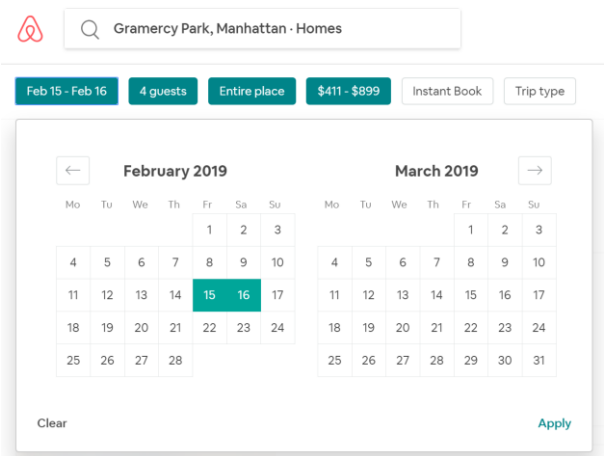 Gramercy Park, Manhattan · Homes
Feb 15 - Feb 16 4 guests Entire place $411 - $899 Instant Book Trip type
February 2019 March 2019
Mo Tu We Th Fr Sa Su Mo Tu We Th Fr Sa Su
1 2 3 1 2 3
4 5 6 7 8 9 10 4 5 6 7 8 9 10
11 12 13 14 15 16 17 11 12 13 14 15 16 17
18 19 20 21 22 23 24 18 19 20 21 22 23 24
25 26 27 28 25 26 27 28 29 30 31
Clear Apply